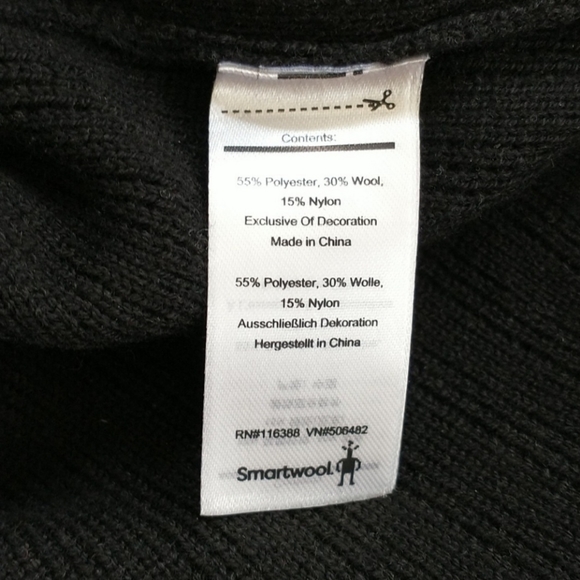 Contents:
55% Polyester, 30% Wool,
15% Nylon
Exclusive Of Decoration
Made in China
55% Polyester, 30% Wolle,
15% Nylon
Ausschließlich Dekoration
Hergestellt in China
RN#116388 VN#506482
Smartwool